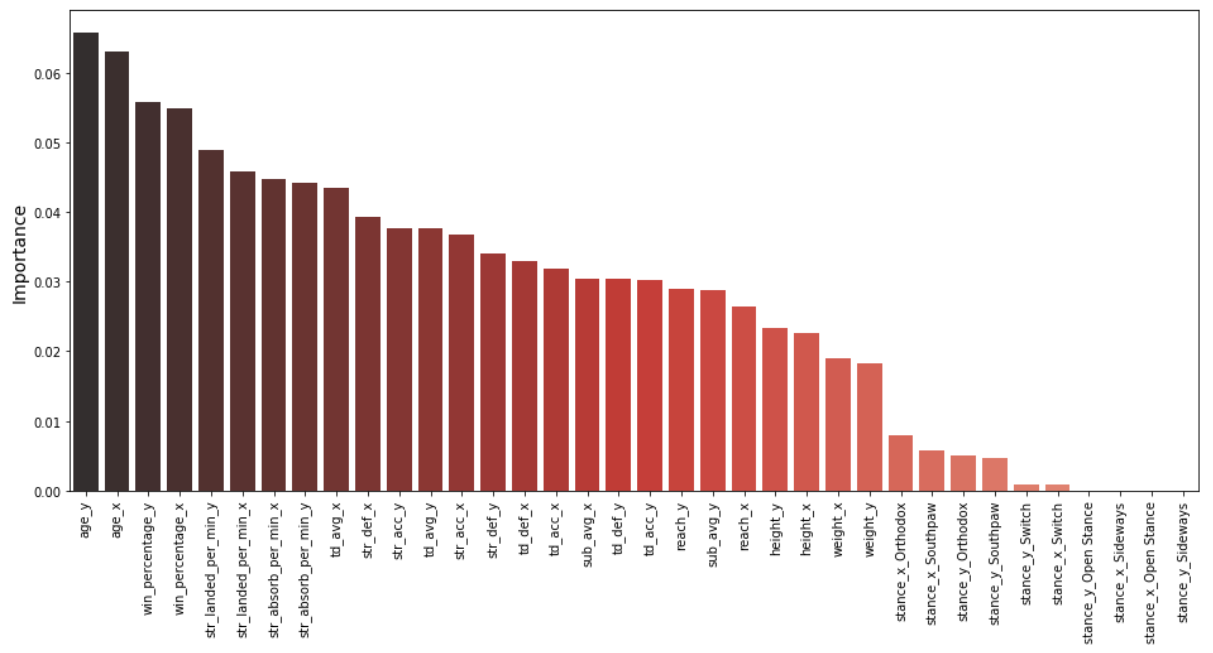 Importance
0.06
0.05
0.04
0.03
0.02
0.01
0.00
age_y
age_x
win_percentage_y
win_percentage_x
str_landed_per_min_y
str_landed_per_min_x
str_absorb_per_min_x
str_absorb_per_min_y
td_avg_x
str_def_x
str_acc_y
td_avg_y
str_acc_x
str_def_y
td_def_x
td_acc_x
sub_avg_x
td_def_y
td_acc_y
reach_y
sub_avg_y
reach_x
height_y
height_x
weight_x
weight_y
stance_x_Orthodox
stance_x_Southpaw
stance_y_Orthodox
stance_y_Southpaw
stance_y_Switch
stance_x_Switch
stance_y_Open Stance
stance_x_Sideways
stance_x_Open Stance
stance_y_Sideways